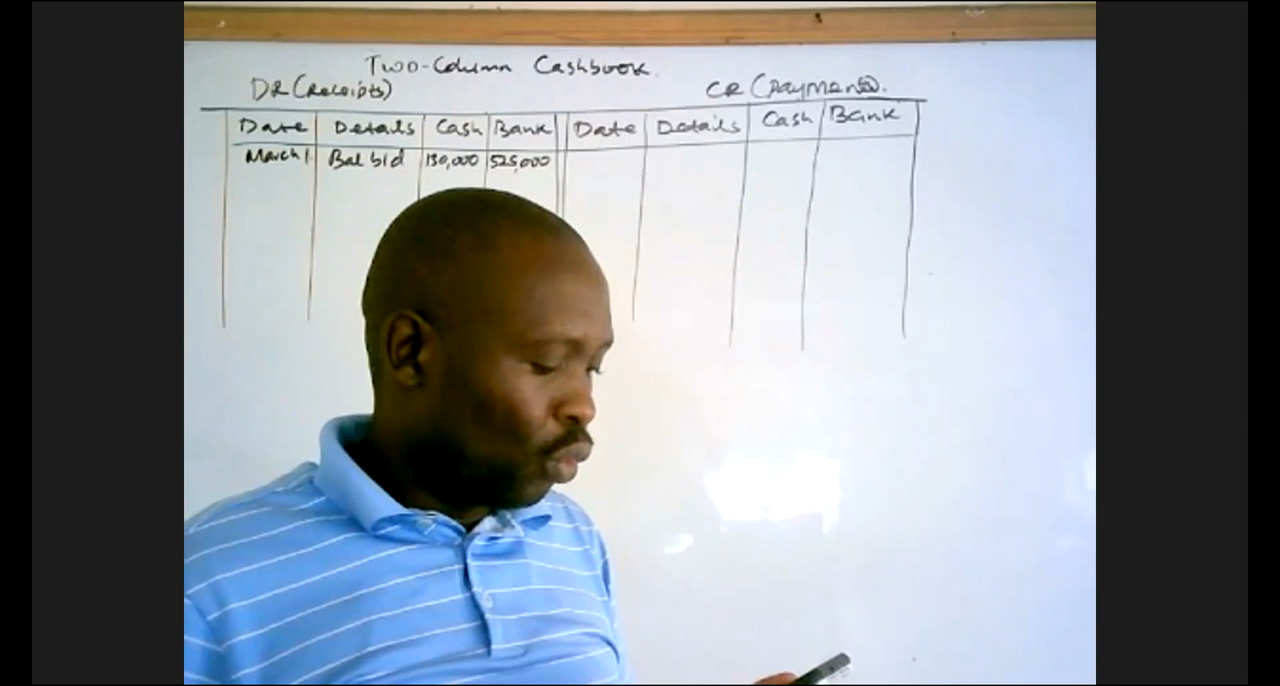 Two-Column Cashbook.
DR (Receipts) CR (Payments).
Date Details Cash Bank Date Details Cash Bank
March 1 Bal b/d 130,000 525,000